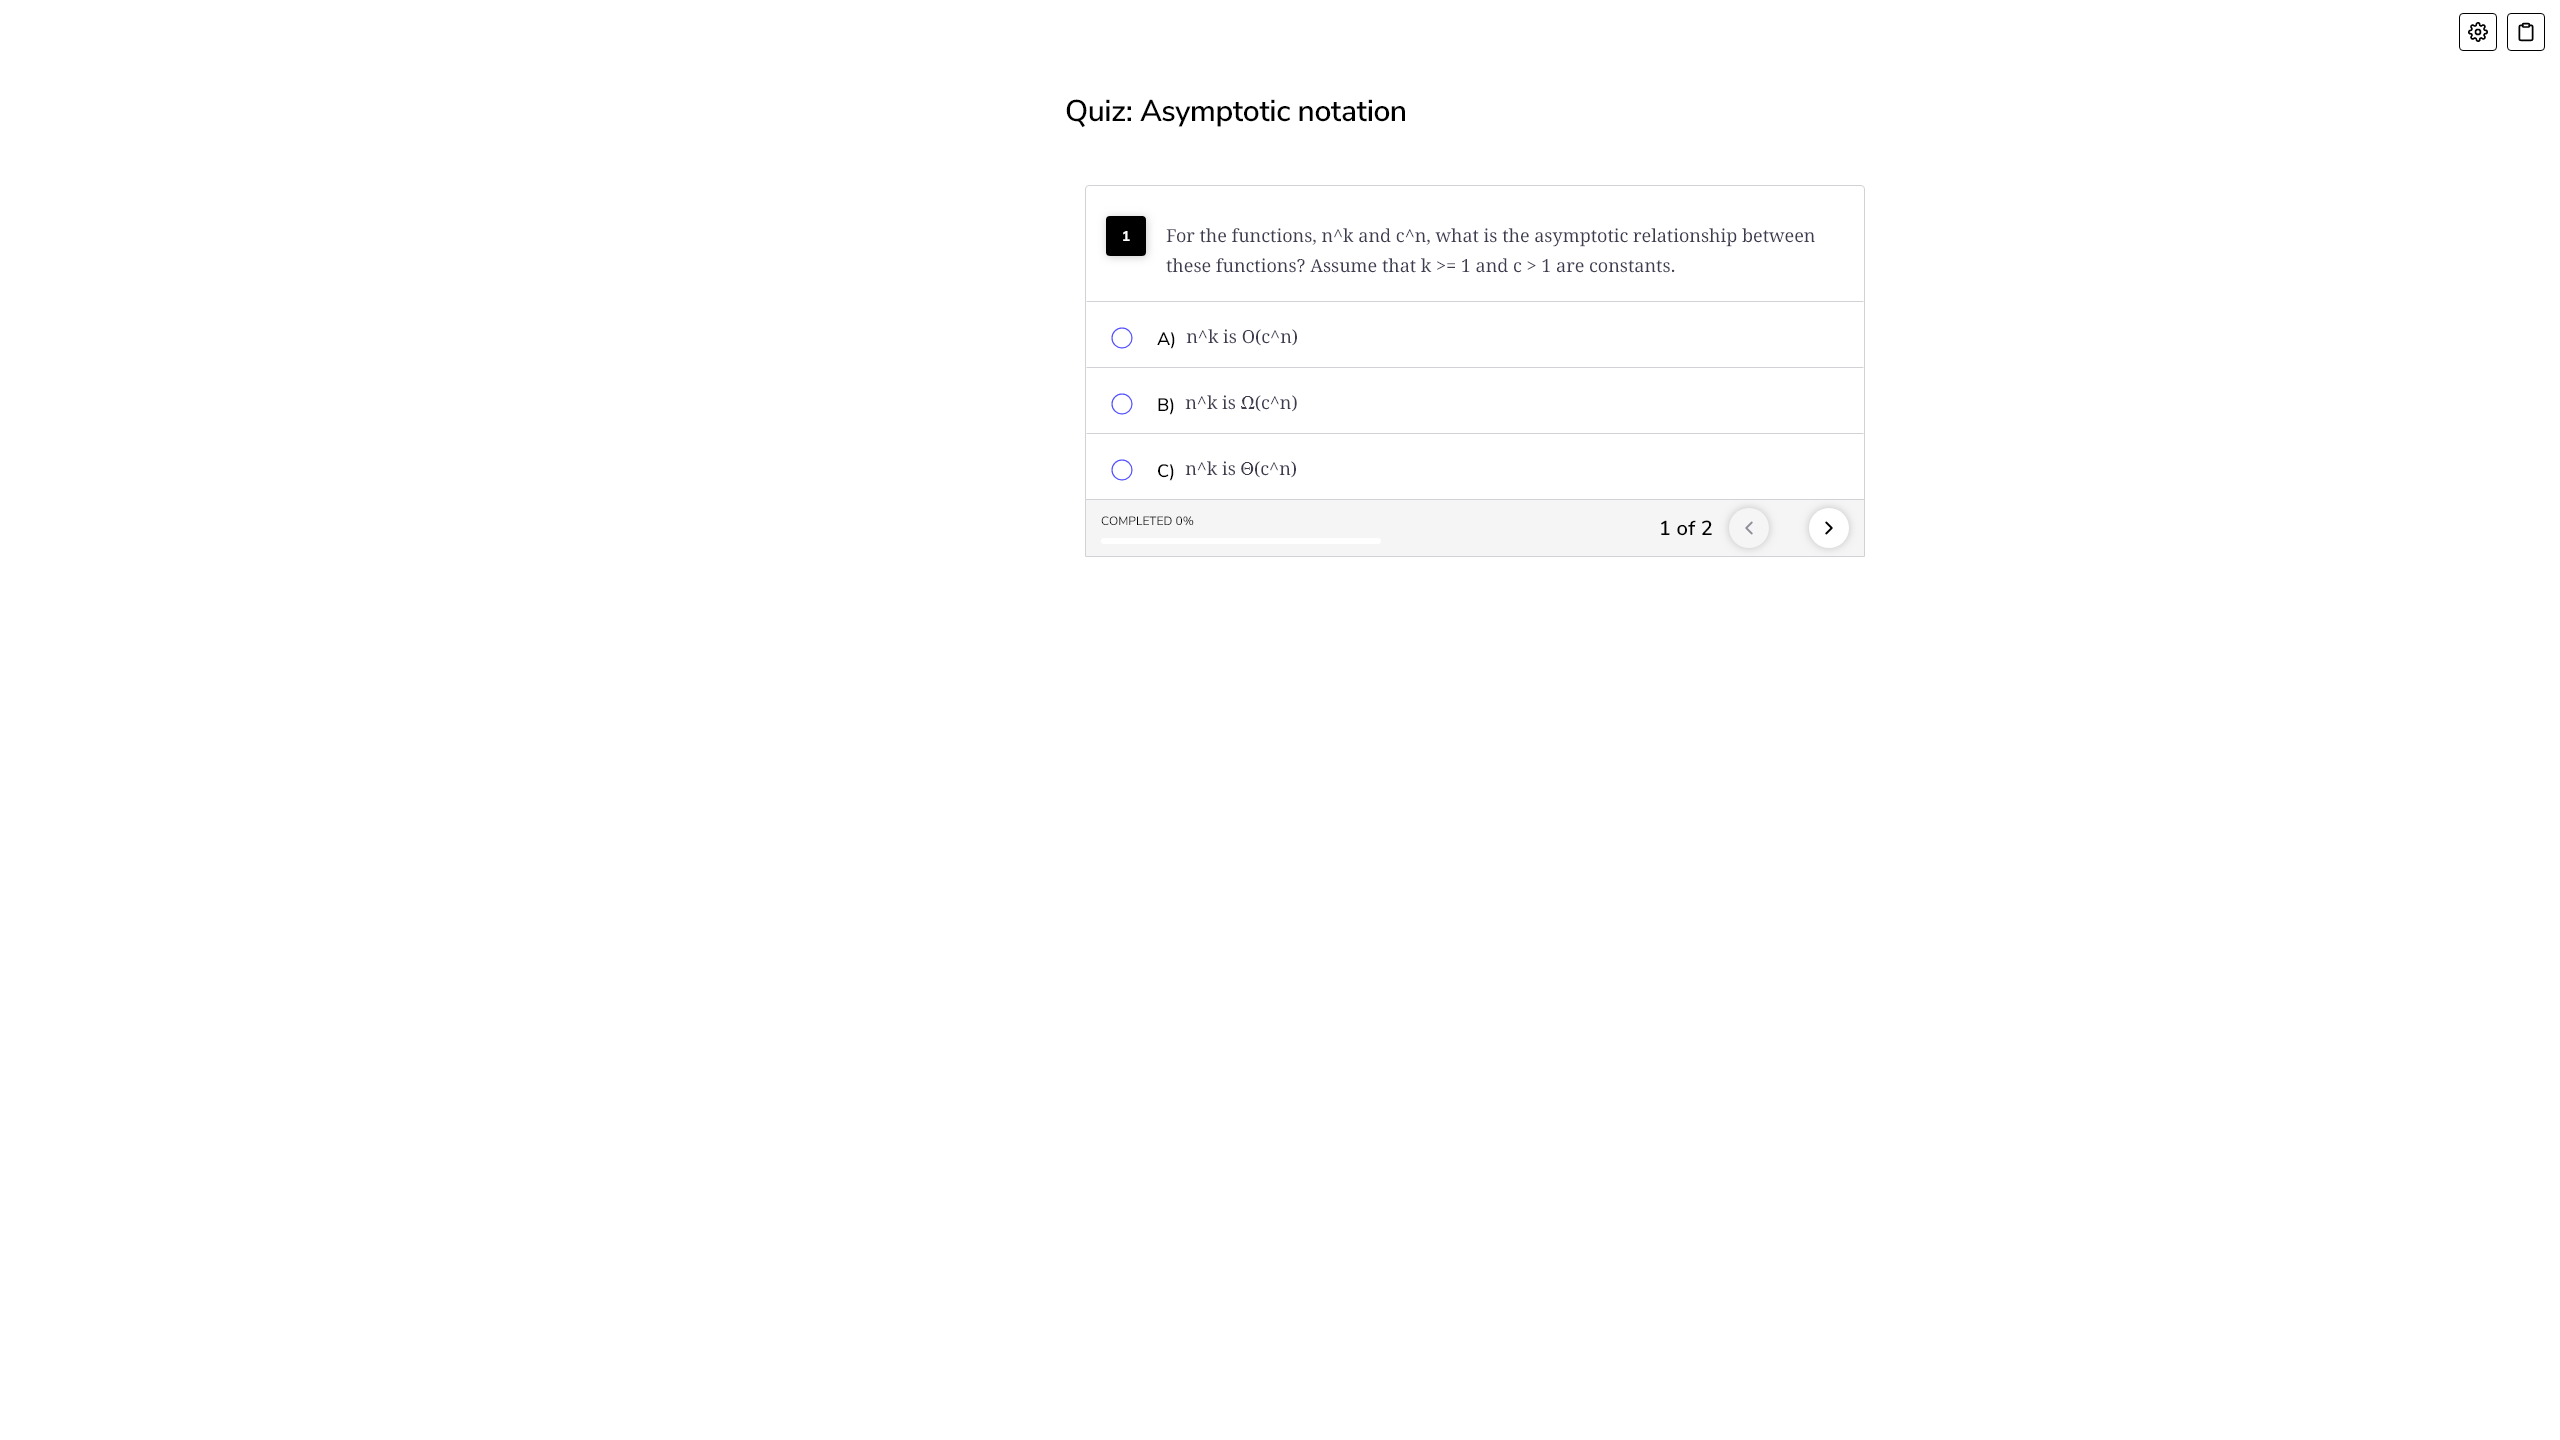 Quiz: Asymptotic notation
1
For the functions, n^k and c^n, what is the asymptotic relationship between
these functions? Assume that k >= 1 and c > 1 are constants.
A) n^k is O(c^n)
B) n^k is Ω(c^n)
C) n^k is Θ(c^n)
COMPLETED 0%
1 of 2